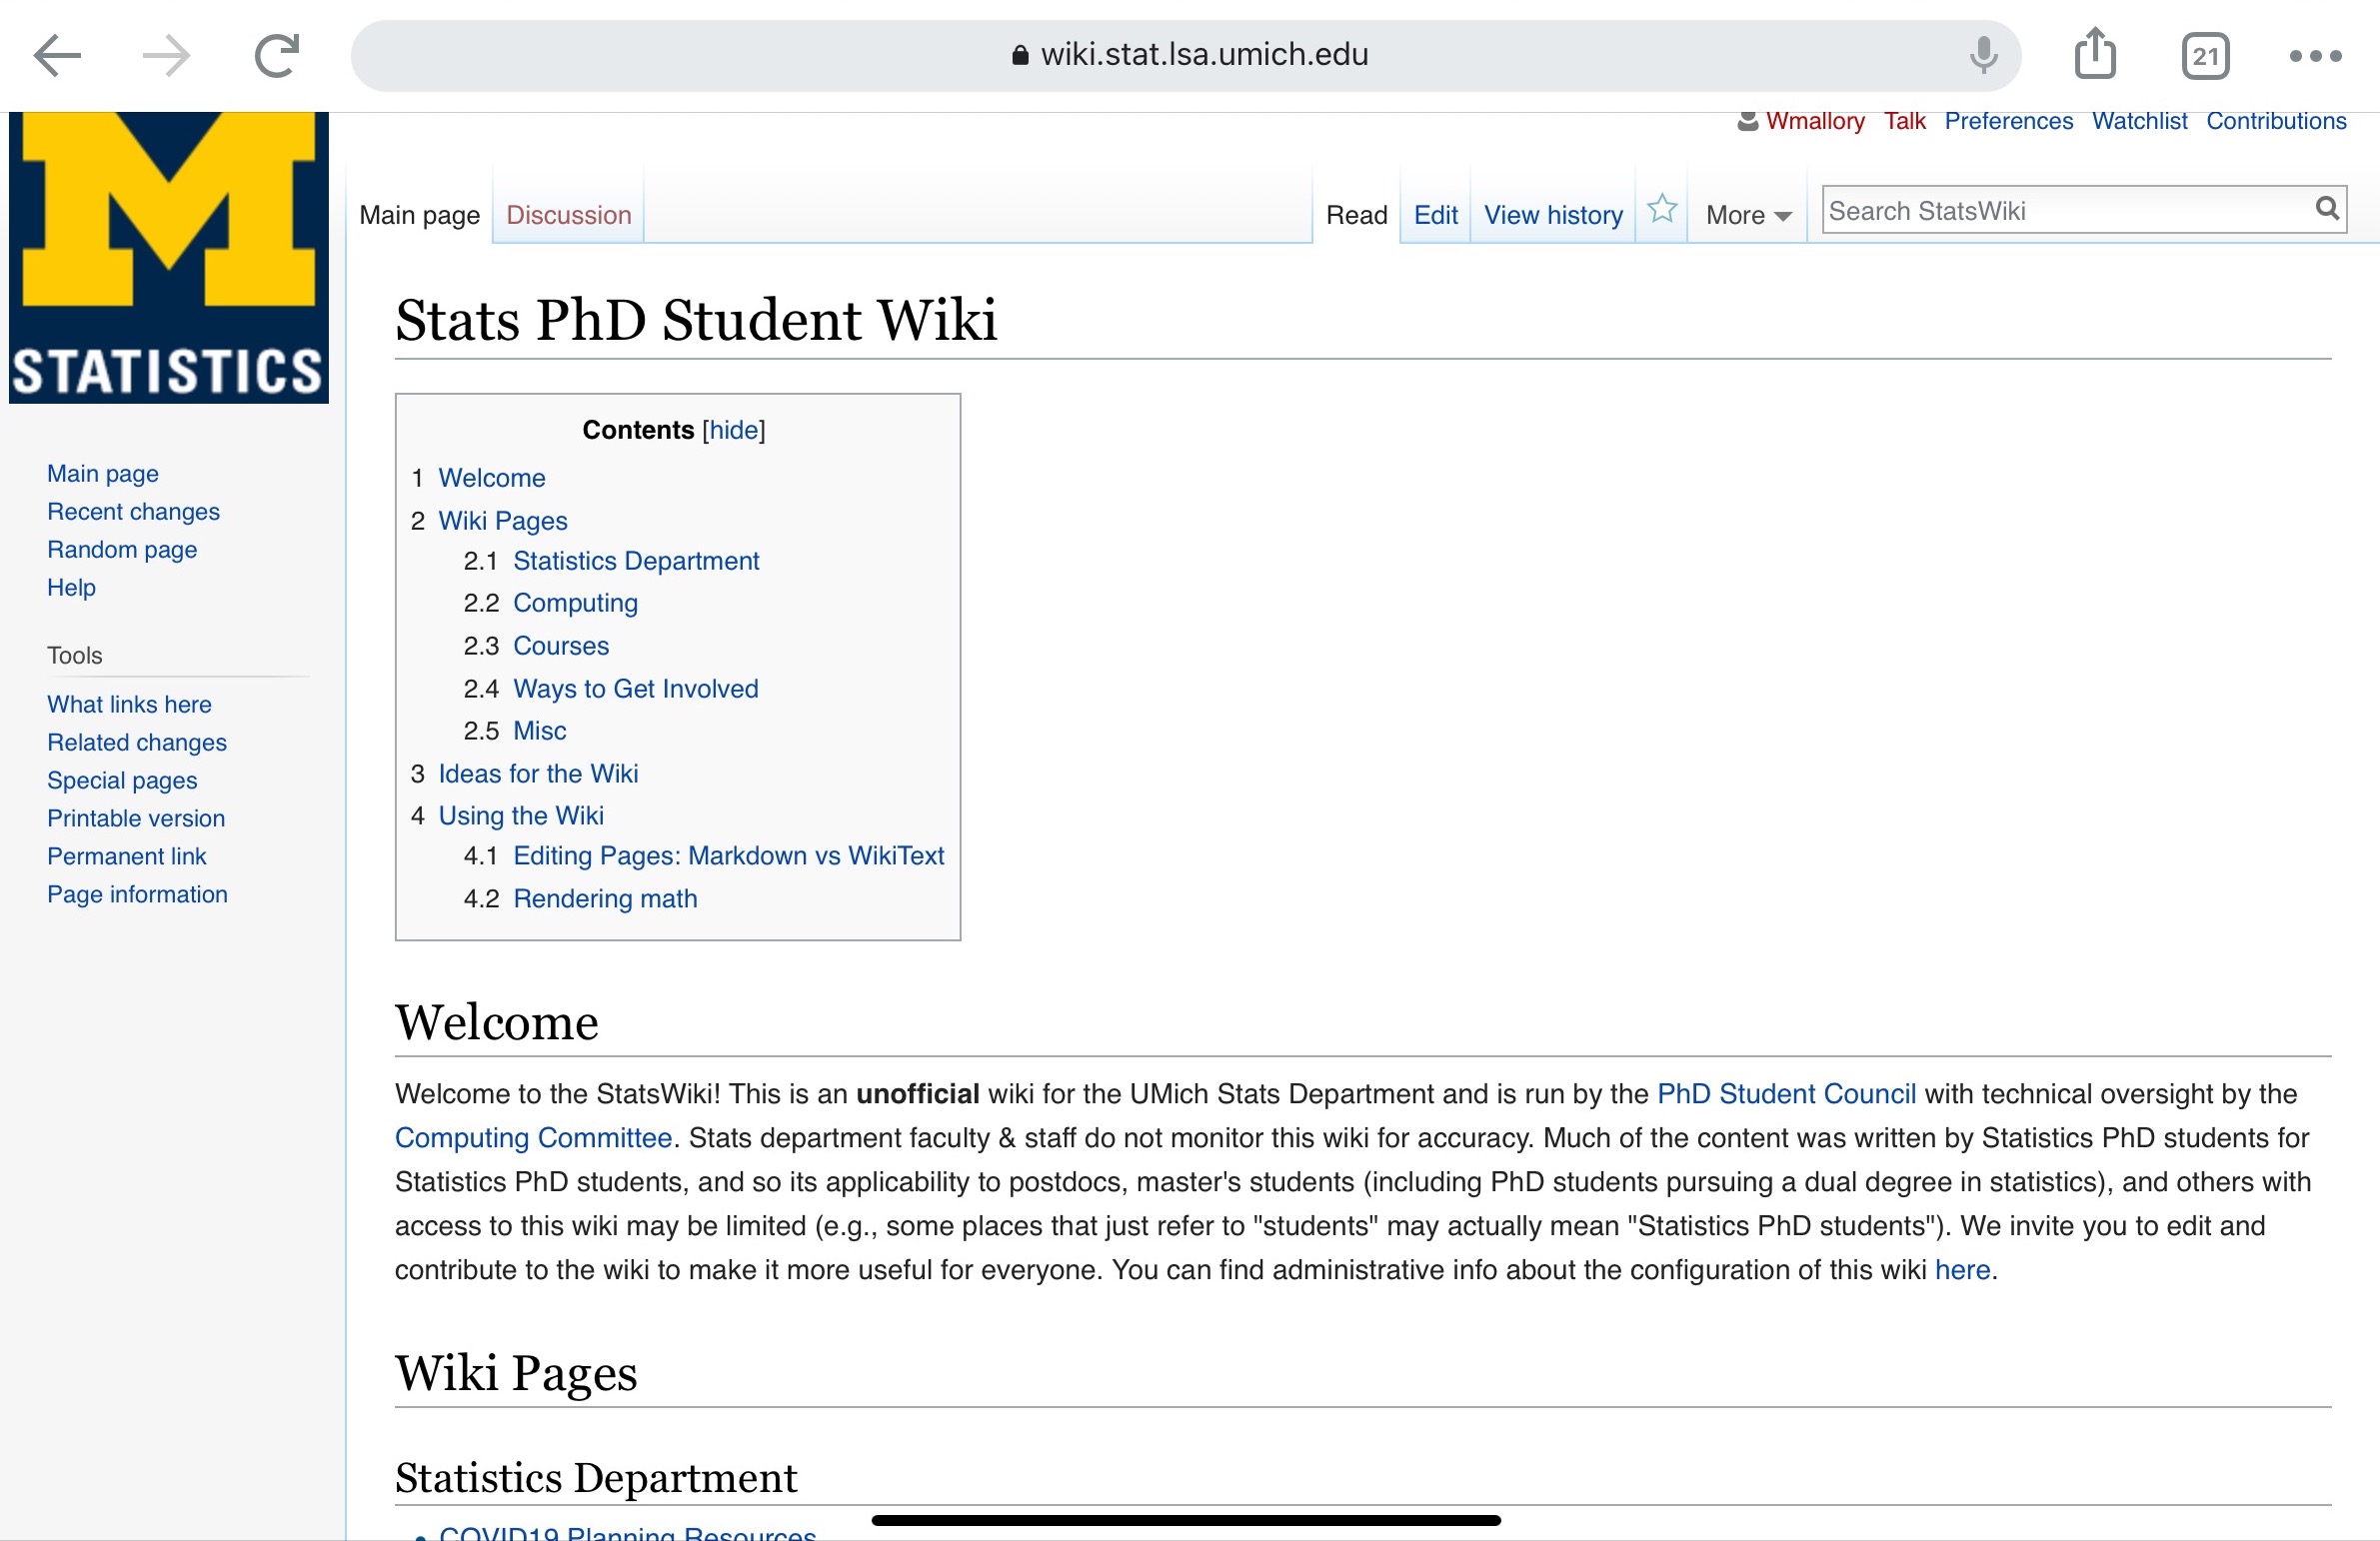 wiki.stat.lsa.umich.edu
21
Wmallory Talk Preferences Watchlist Contributions
Main page Discussion Read Edit View history More Search StatsWiki
STATISTICS
Main page
Recent changes
Random page
Help
Tools
What links here
Related changes
Special pages
Printable version
Permanent link
Page information
Stats PhD Student Wiki
Contents [hide]
1 Welcome
2 Wiki Pages
2.1 Statistics Department
2.2 Computing
2.3 Courses
2.4 Ways to Get Involved
2.5 Misc
3 Ideas for the Wiki
4 Using the Wiki
4.1 Editing Pages: Markdown vs WikiText
4.2 Rendering math
Welcome
Welcome to the StatsWiki! This is an unofficial wiki for the UMich Stats Department and is run by the PhD Student Council with technical oversight by the
Computing Committee. Stats department faculty & staff do not monitor this wiki for accuracy. Much of the content was written by Statistics PhD students for
Statistics PhD students, and so its applicability to postdocs, master's students (including PhD students pursuing a dual degree in statistics), and others with
access to this wiki may be limited (e.g., some places that just refer to "students" may actually mean "Statistics PhD students"). We invite you to edit and
contribute to the wiki to make it more useful for everyone. You can find administrative info about the configuration of this wiki here.
Wiki Pages
Statistics Department
• COVID19 Planning Resources